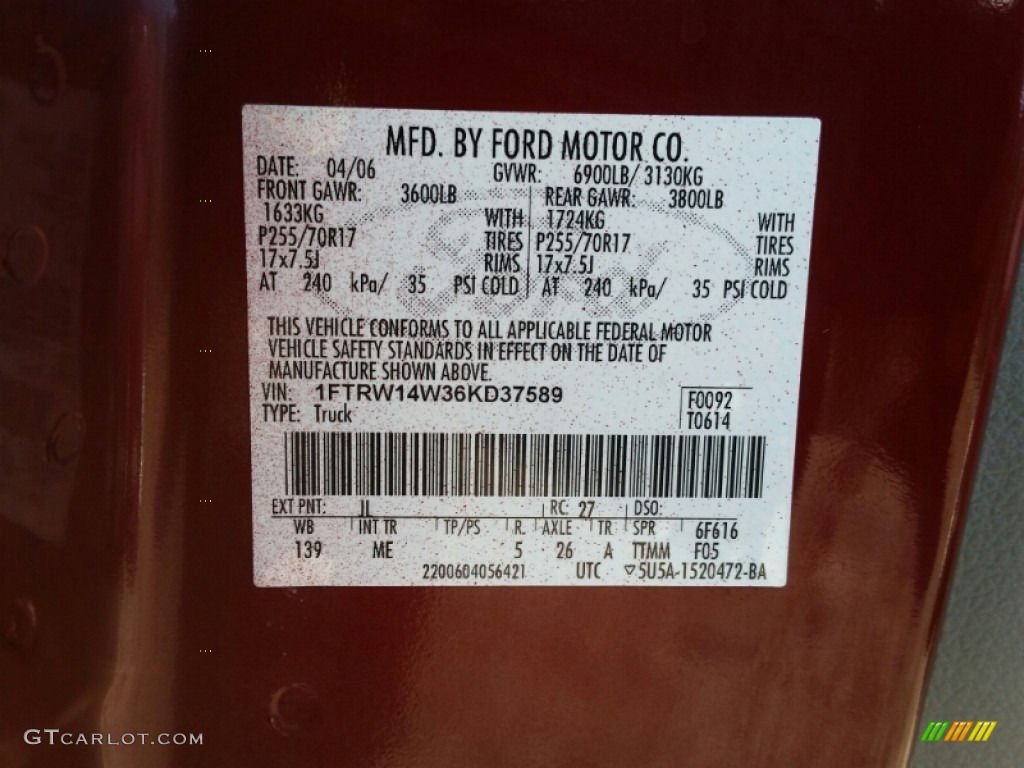 MFD. BY FORD MOTOR CO.
DATE: 04/06 GVWR: 6900LB/ 3130KG
FRONT GAWR: 3600LB REAR GAWR: 3800LB
1633KG WITH 1724KG WITH
P255/70R17 TIRES P255/70R17 TIRES
17x7.5J RIMS 17x7.5J RIMS
AT 240 kPa/ 35 PSI COLD AT 240 kPa/ 35 PSI COLD
THIS VEHICLE CONFORMS TO ALL APPLICABLE FEDERAL MOTOR
VEHICLE SAFETY STANDARDS IN EFFECT ON THE DATE OF
MANUFACTURE SHOWN ABOVE.
VIN: 1FTRW14W36KD37589 F0092
TYPE: Truck T0614
EXT PNT: JL RC: 27 DSO:
WB INT TR TP/PS R. AXLE TR SPR 6F616
139 ME 5 26 A TTMM F05
2200604056421 UTC ▽5U5A-1520472-BA
GTCARLOT.COM